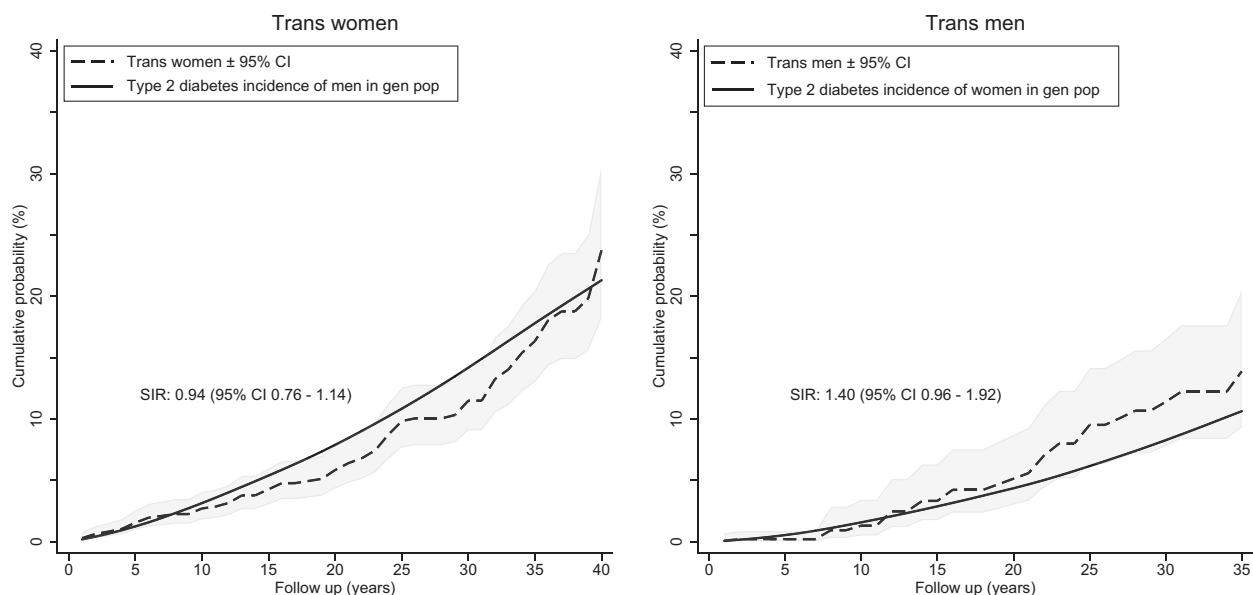 Trans women
Trans women ± 95% CI
Type 2 diabetes incidence of men in gen pop
Cumulative probability (%)
40
30
20
10
0
SIR: 0.94 (95% CI 0.76 - 1.14)
0 5 10 15 20 25 30 35 40
Follow up (years)
Trans men
Trans men ± 95% CI
Type 2 diabetes incidence of women in gen pop
Cumulative probability (%)
40
30
20
10
0
SIR: 1.40 (95% CI 0.96 - 1.92)
0 5 10 15 20 25 30 35
Follow up (years)